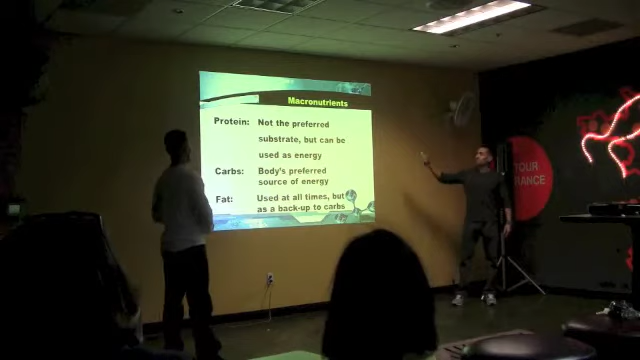 Macronutrients
Protein: Not the preferred
substrate, but can be
used as energy
Carbs: Body's preferred
source of energy
Fat: Used at all times, but
as a back-up to carbs
TOUR
RANCE